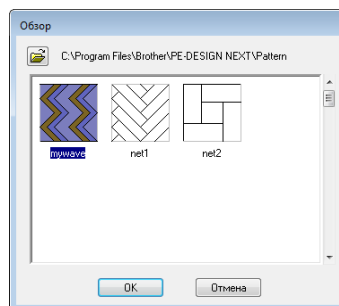 Обзор
C:\Program Files\Brother\PE-DESIGN NEXT\Pattern
mywave net1 net2
OK Отмена